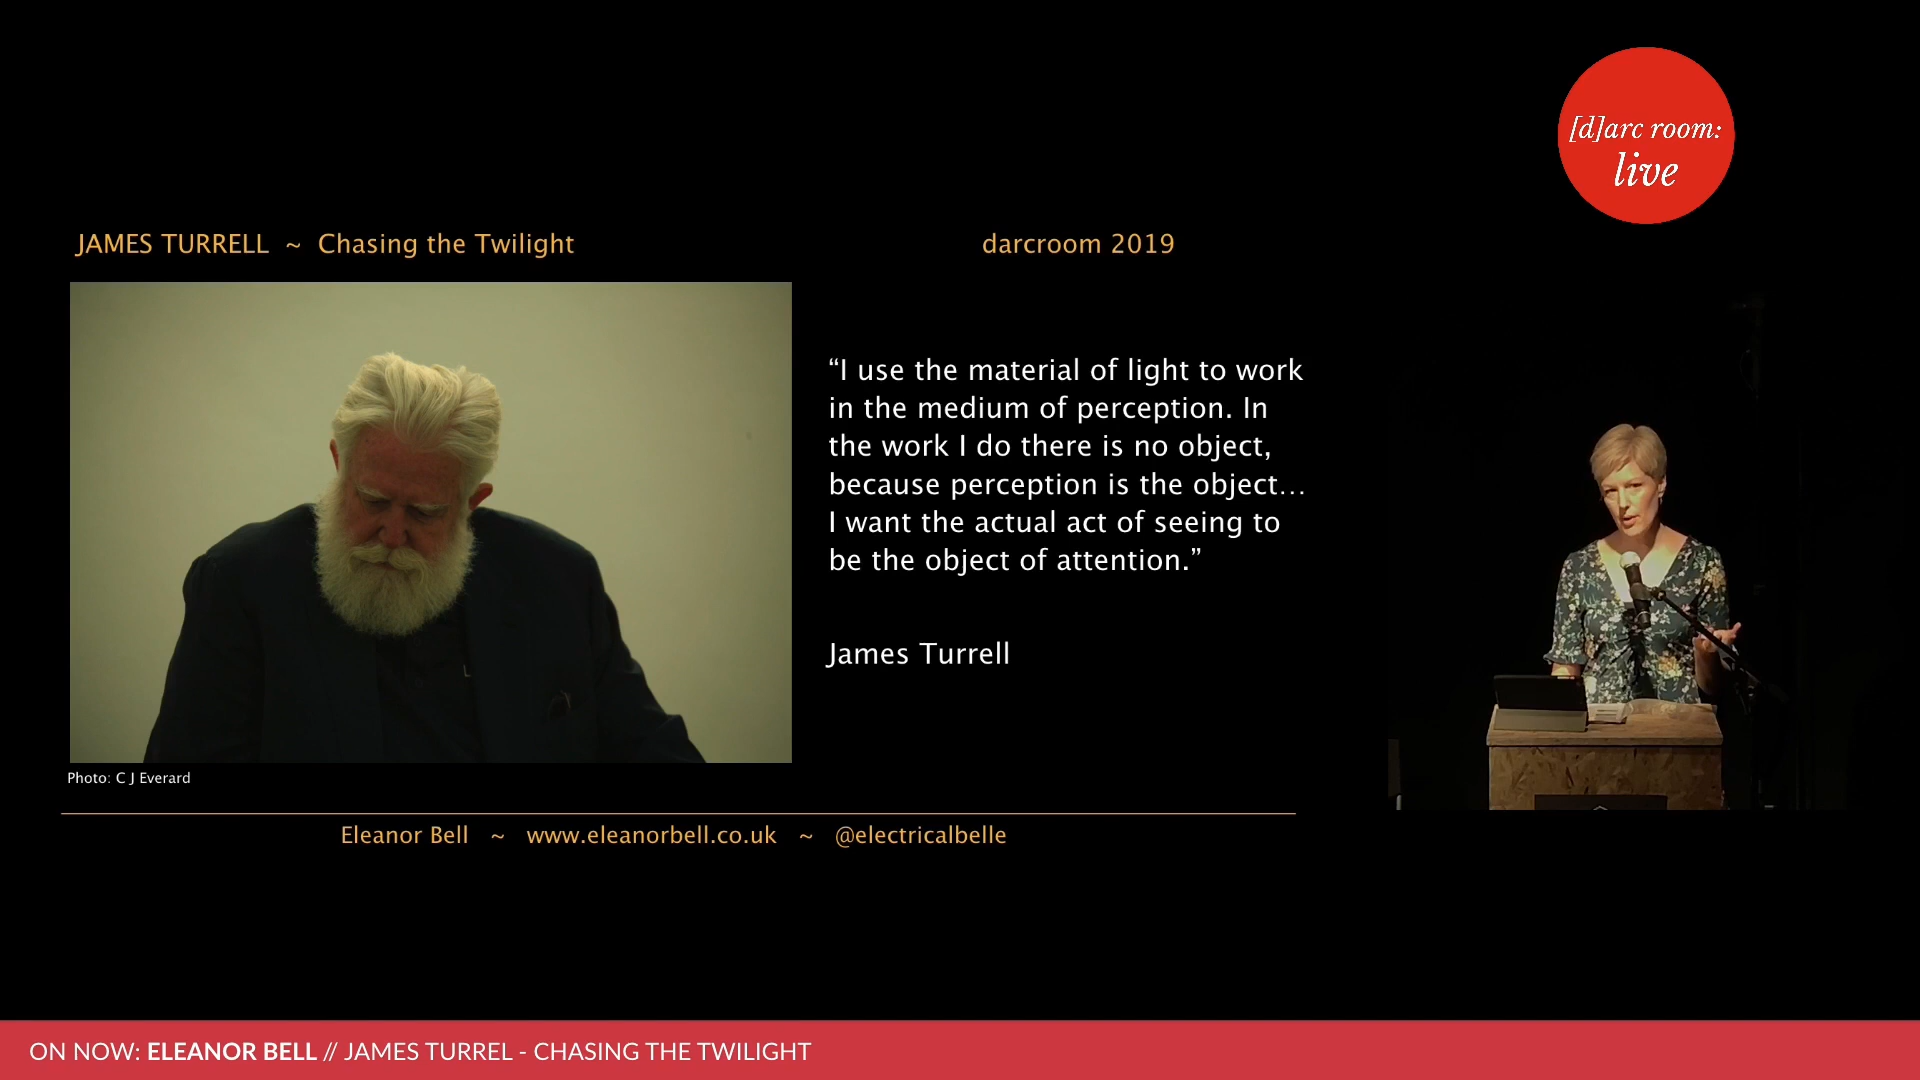 [d]arc room:
live
JAMES TURRELL ~ Chasing the Twilight
darcroom 2019
“I use the material of light to work
in the medium of perception. In
the work I do there is no object,
because perception is the object…
I want the actual act of seeing to
be the object of attention.”
James Turrell
Photo: C J Everard
Eleanor Bell ~ www.eleanorbell.co.uk ~ @electricalbelle
ON NOW: ELEANOR BELL // JAMES TURREL - CHASING THE TWILIGHT